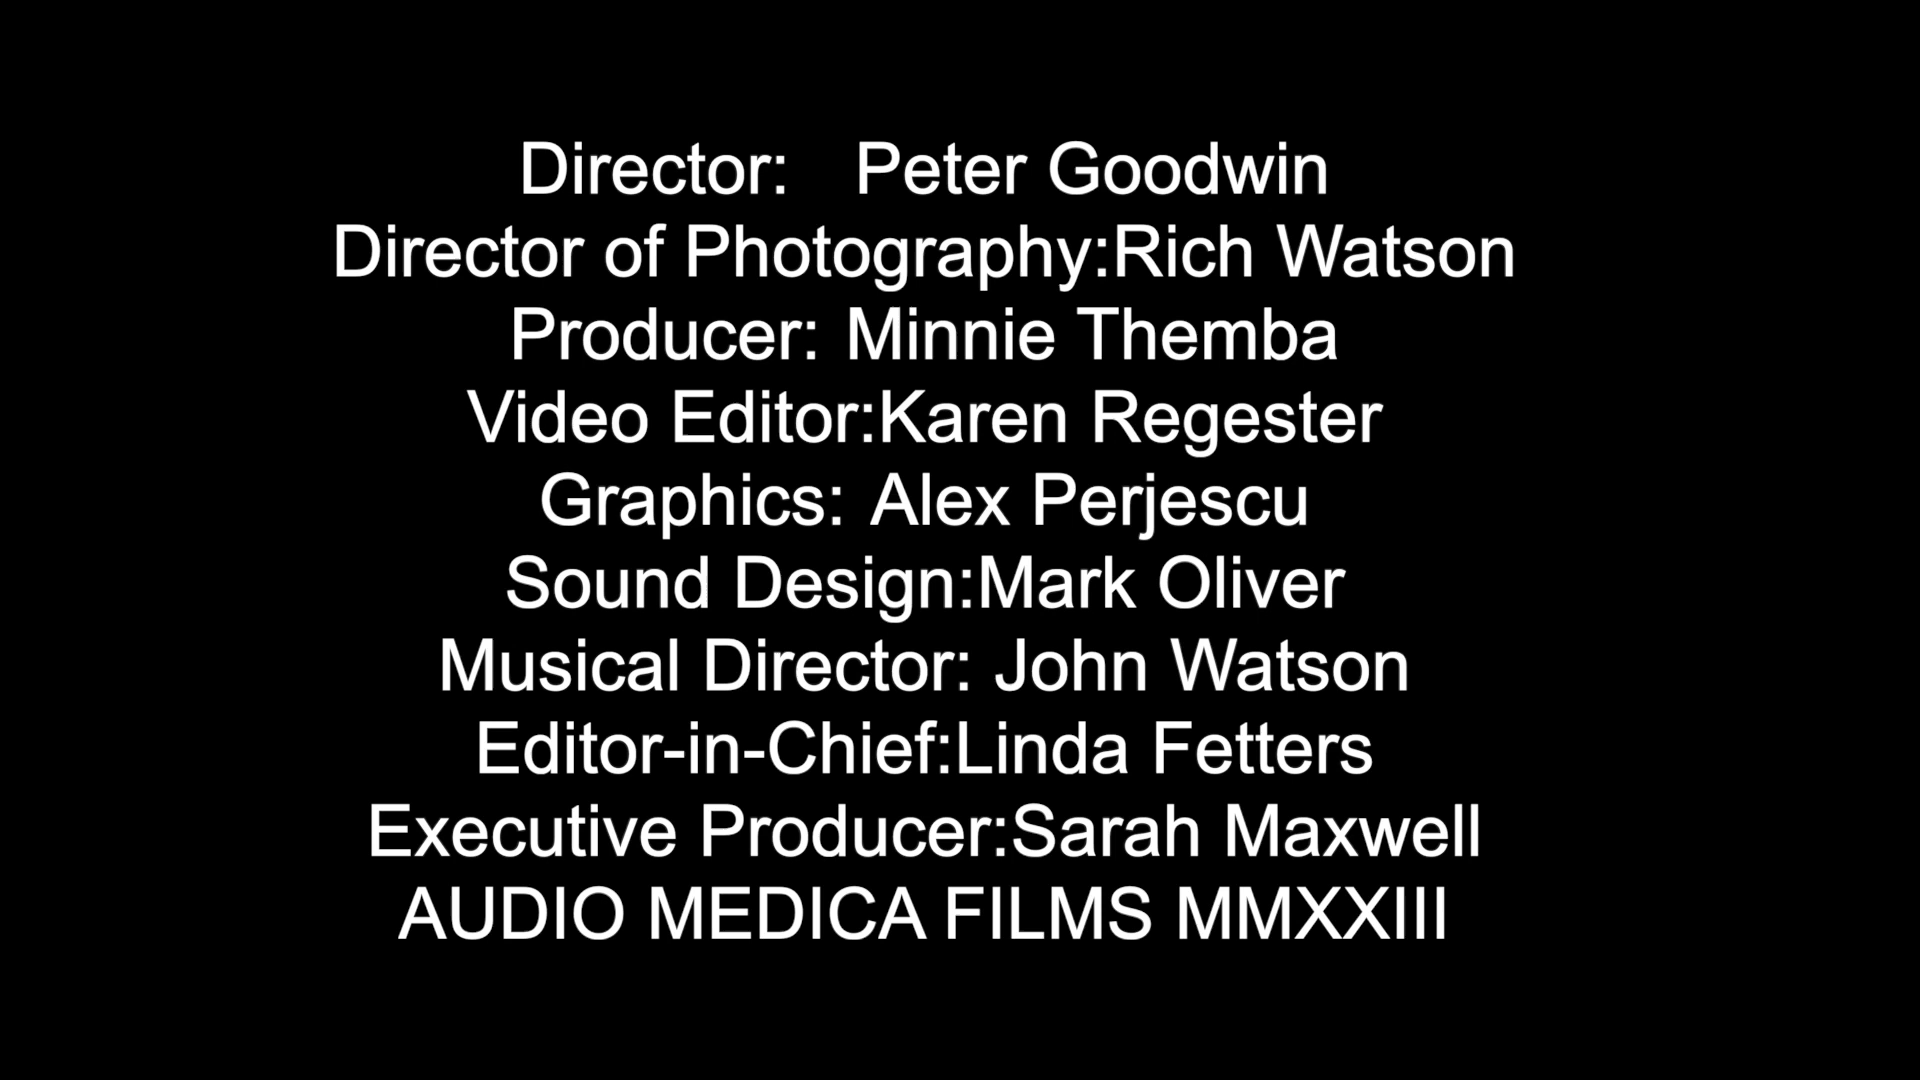 Director: Peter Goodwin
Director of Photography:Rich Watson
Producer: Minnie Themba
Video Editor:Karen Regester
Graphics: Alex Perjescu
Sound Design:Mark Oliver
Musical Director: John Watson
Editor-in-Chief:Linda Fetters
Executive Producer:Sarah Maxwell
AUDIO MEDICA FILMS MMXXIII